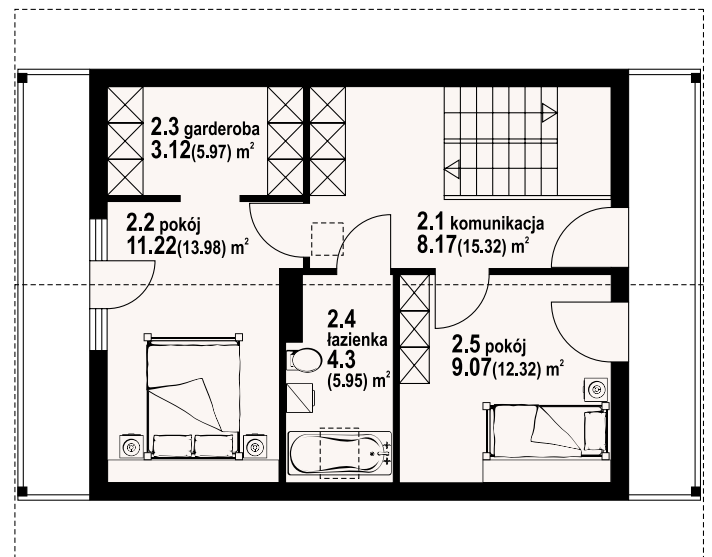 2.3 garderoba
3.12(5.97) m²
2.2 pokój
11.22(13.98) m²
2.1 komunikacja
8.17(15.32) m²
2.4
łazienka
4.3
(5.95) m²
2.5 pokój
9.07(12.32) m²